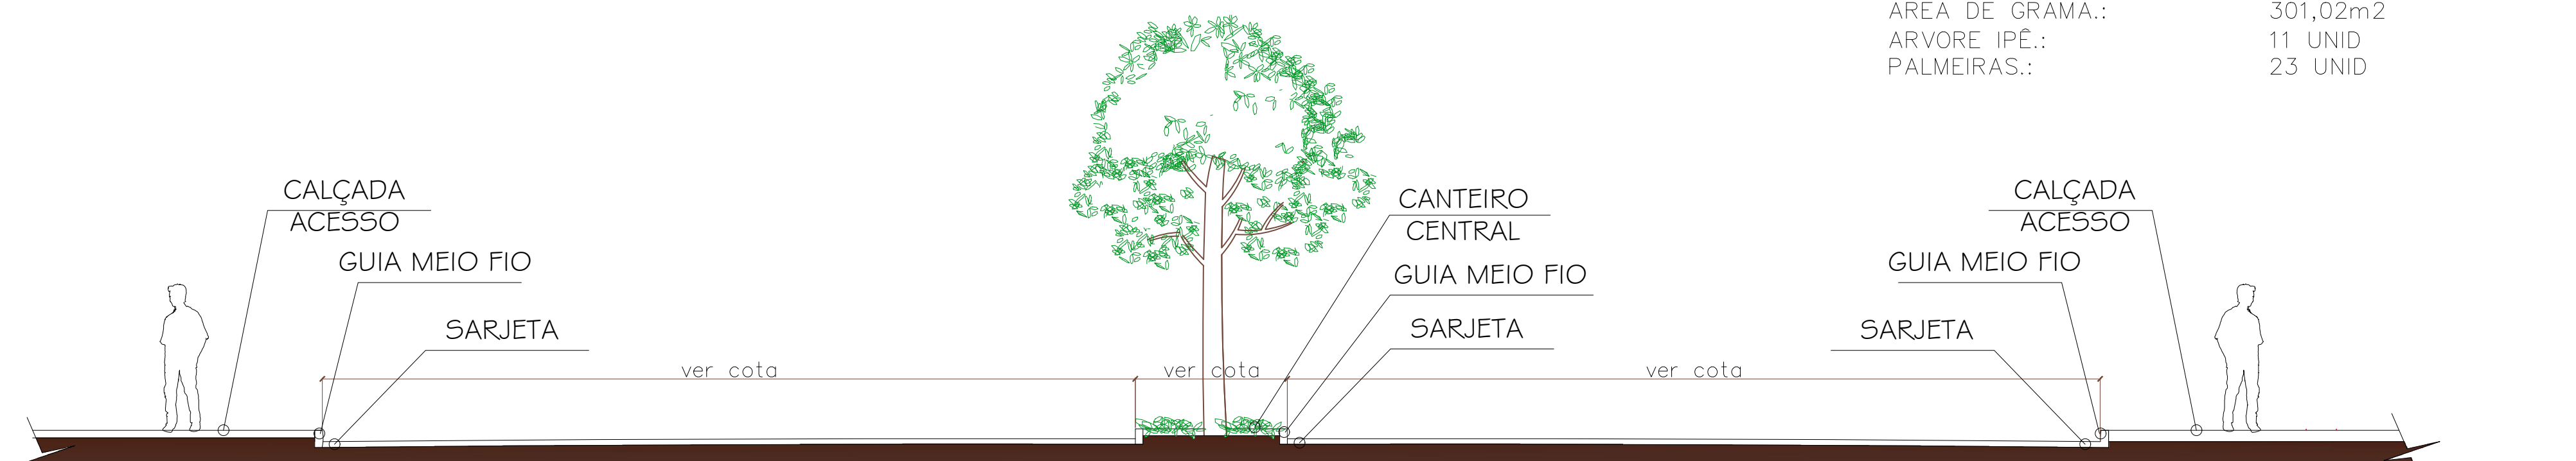 AREA DE GRAMA.: 301,02m2
ARVORE IPÊ.: 11 UNID
PALMEIRAS.: 23 UNID
CALÇADA
ACESSO
GUIA MEIO FIO
SARJETA
CANTEIRO
CENTRAL
GUIA MEIO FIO
SARJETA
CALÇADA
ACESSO
GUIA MEIO FIO
SARJETA
ver cota
ver cota
ver cota